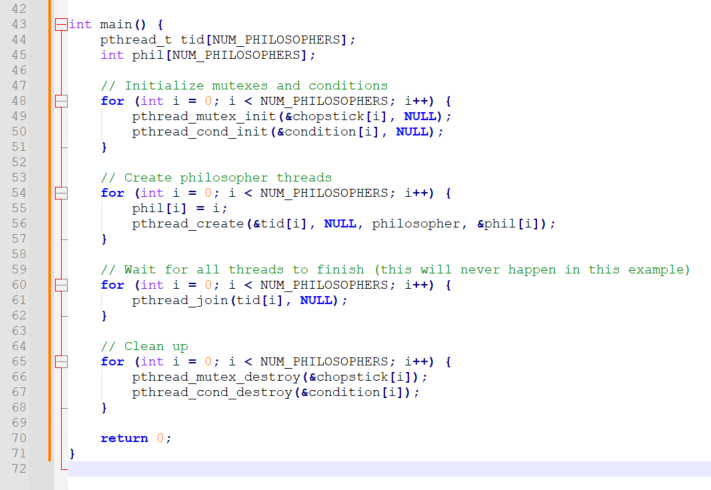 42
43 int main() {
44     pthread_t tid[NUM_PHILOSOPHERS];
45     int phil[NUM_PHILOSOPHERS];
46
47     // Initialize mutexes and conditions
48     for (int i = 0; i < NUM_PHILOSOPHERS; i++) {
49         pthread_mutex_init(&chopstick[i], NULL);
50         pthread_cond_init(&condition[i], NULL);
51     }
52
53     // Create philosopher threads
54     for (int i = 0; i < NUM_PHILOSOPHERS; i++) {
55         phil[i] = i;
56         pthread_create(&tid[i], NULL, philosopher, &phil[i]);
57     }
58
59     // Wait for all threads to finish (this will never happen in this example)
60     for (int i = 0; i < NUM_PHILOSOPHERS; i++) {
61         pthread_join(tid[i], NULL);
62     }
63
64     // Clean up
65     for (int i = 0; i < NUM_PHILOSOPHERS; i++) {
66         pthread_mutex_destroy(&chopstick[i]);
67         pthread_cond_destroy(&condition[i]);
68     }
69
70     return 0;
71 }
72